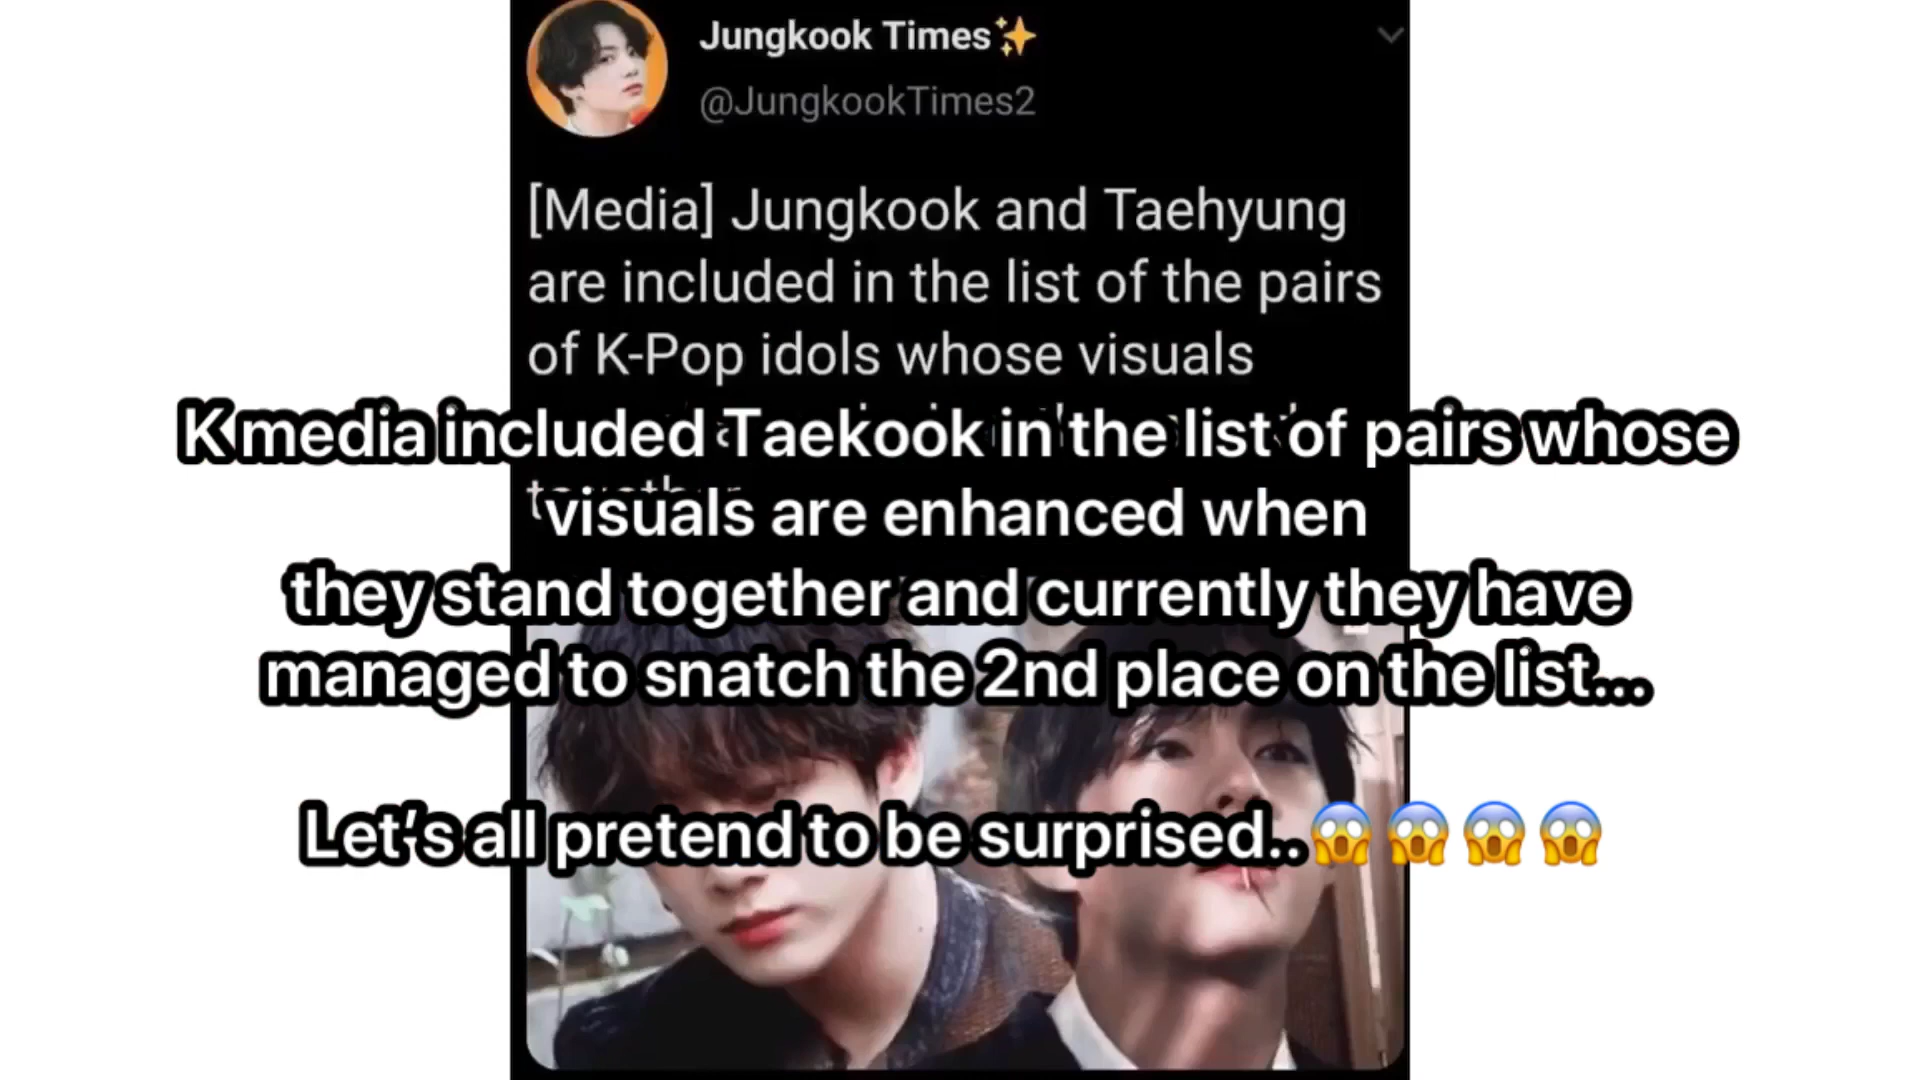 Jungkook Times✨
@JungkookTimes2
[Media] Jungkook and Taehyung
are included in the list of the pairs
of K-Pop idols whose visuals
K media included Taekook in the list of pairs whose
visuals are enhanced when
they stand together and currently they have
managed to snatch the 2nd place on the list...
Let's all pretend to be surprised..😱😱😱😱